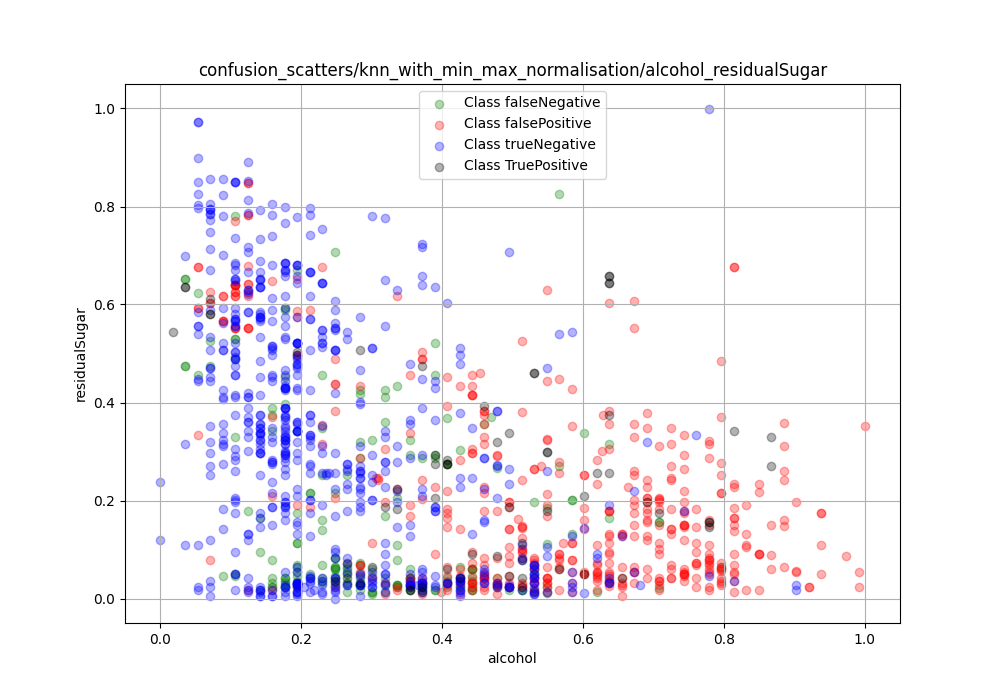 confusion_scatters/knn_with_min_max_normalisation/alcohol_residualSugar
Class falseNegative
Class falsePositive
Class trueNegative
Class TruePositive
1.0
0.8
0.6
0.4
0.2
0.0
residualSugar
0.0 0.2 0.4 0.6 0.8 1.0
alcohol